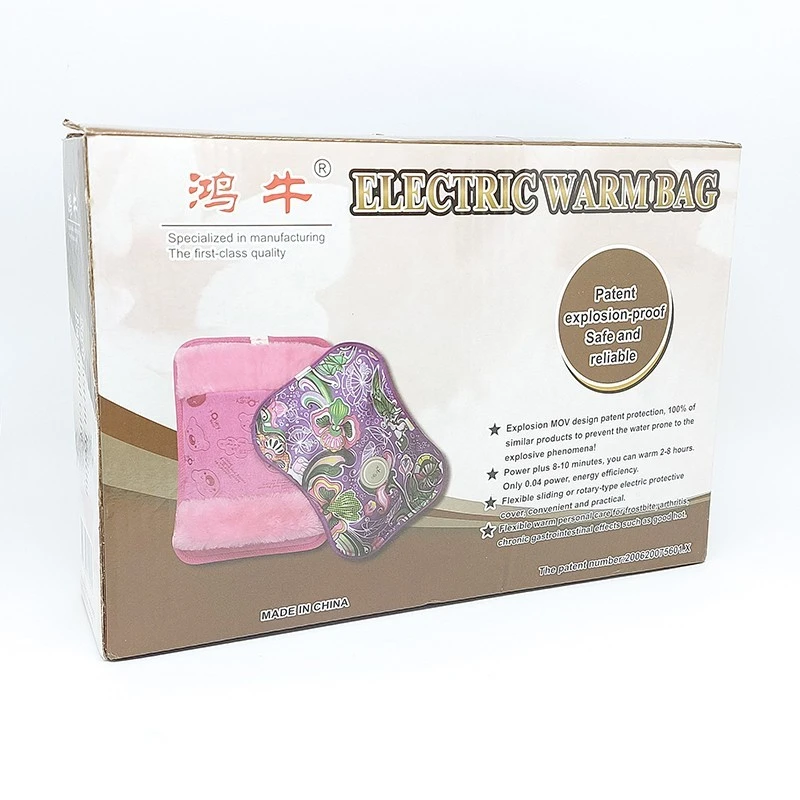 鸿牛®
ELECTRIC WARM BAG
Specialized in manufacturing
The first-class quality
Patent
explosion-proof
Safe and
reliable
★ Explosion MOV design patent protection, 100% of
similar products to prevent the water prone to the
explosive phenomena!
★ Power plus 8-10 minutes, you can warm 2-8 hours.
Only 0.04 power, energy efficiency.
★ Flexible sliding or rotary-type electric protective
cover. Convenient and practical.
★ Flexible warm personal care for frostbite, arthritis,
chronic gastrointestinal effects such as good hot.
The patent number:200620075601.X
MADE IN CHINA